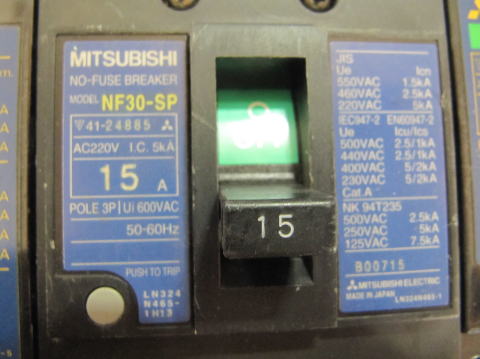 MITSUBISHI
NO-FUSE BREAKER
MODEL NF30-SP
▽41-24885
AC220V I.C. 5kA
15 A
POLE 3P Ui 600VAC
50-60Hz
PUSH TO TRIP
LN324
N465-
1H13
15
JIS
Ue Icn
550VAC 1.5kA
460VAC 2.5kA
220VAC 5kA
IEC947-2 EN60947-2
Ue Icu/Ics
500VAC 2.5/1kA
440VAC 2.5/1kA
400VAC 5/2kA
230VAC 5/2kA
Cat.A
NK 94T235
500VAC 2.5kA
250VAC 5kA
125VAC 7.5kA
B00715
MITSUBISHI ELECTRIC
MADE IN JAPAN LN324N465-1